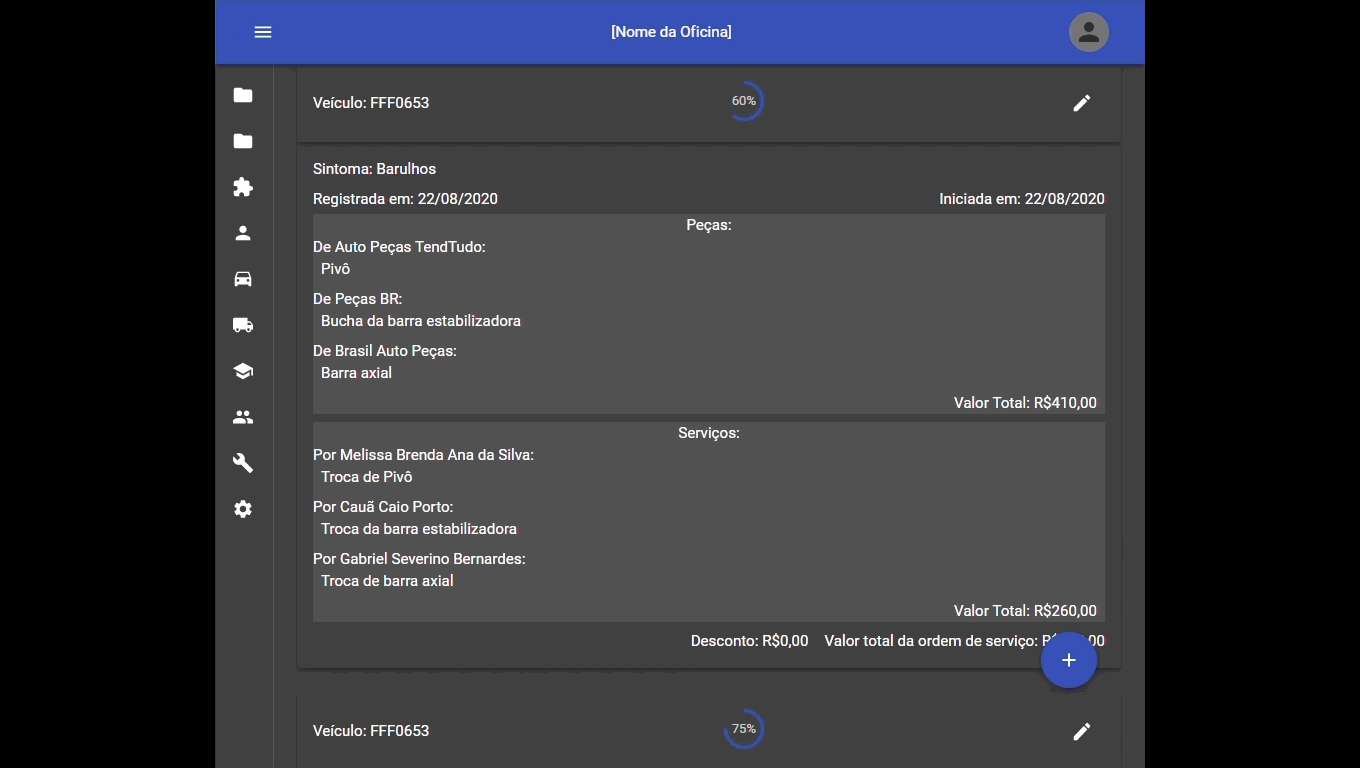 [Nome da Oficina]
Veículo: FFF0653
60%
Sintoma: Barulhos
Registrada em: 22/08/2020
Iniciada em: 22/08/2020
Peças:
De Auto Peças TendTudo:
Pivô
De Peças BR:
Bucha da barra estabilizadora
De Brasil Auto Peças:
Barra axial
Valor Total: R$410,00
Serviços:
Por Melissa Brenda Ana da Silva:
Troca de Pivô
Por Cauã Caio Porto:
Troca da barra estabilizadora
Por Gabriel Severino Bernardes:
Troca de barra axial
Valor Total: R$260,00
Desconto: R$0,00 Valor total da ordem de serviço:
Veículo: FFF0653
75%